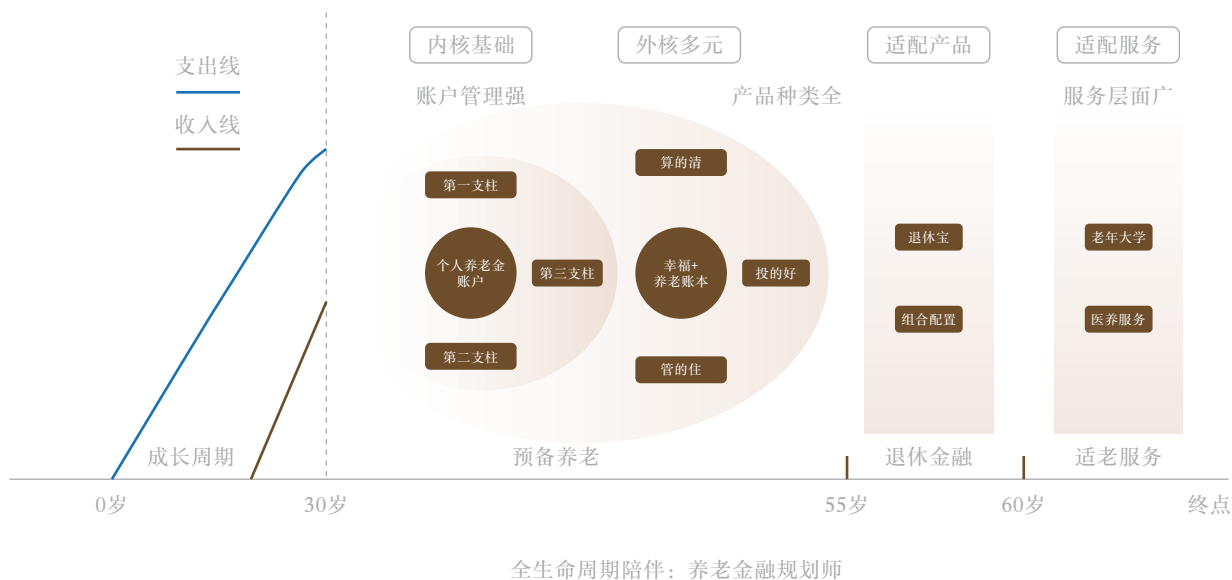 内核基础
外核多元
适配产品
适配服务
支出线
收入线
账户管理强
产品种类全
服务层面广
第一支柱
个人养老金
账户
第三支柱
第二支柱
算的清
幸福+
养老账本
投的好
管的住
退休宝
组合配置
老年大学
医养服务
成长周期
预备养老
退休金融
适老服务
0岁
30岁
55岁
60岁
终点
全生命周期陪伴：养老金融规划师